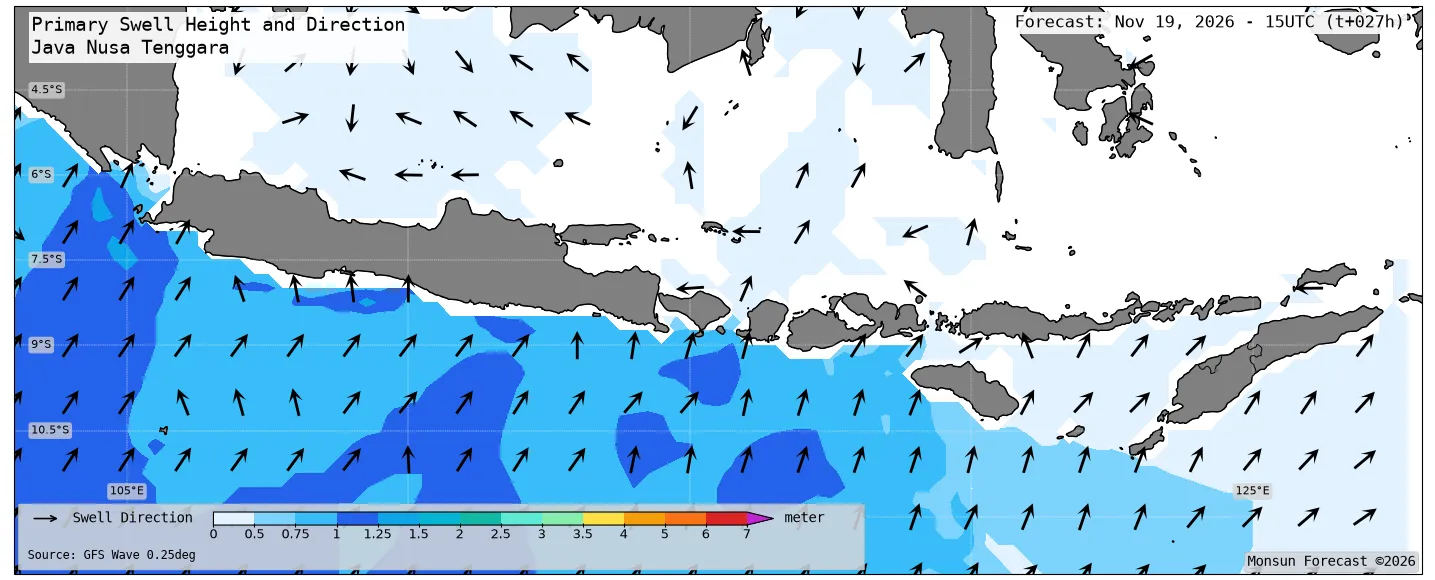 Primary Swell Height and Direction
Java Nusa Tenggara
Forecast: Nov 19, 2026 - 15UTC (t+027h)
4.5°S
6°S
7.5°S
9°S
10.5°S
105°E
125°E
Swell Direction
0 0.5 0.75 1 1.25 1.5 2 2.5 3 3.5 4 5 6 7
meter
Source: GFS Wave 0.25deg
Monsun Forecast ©2026